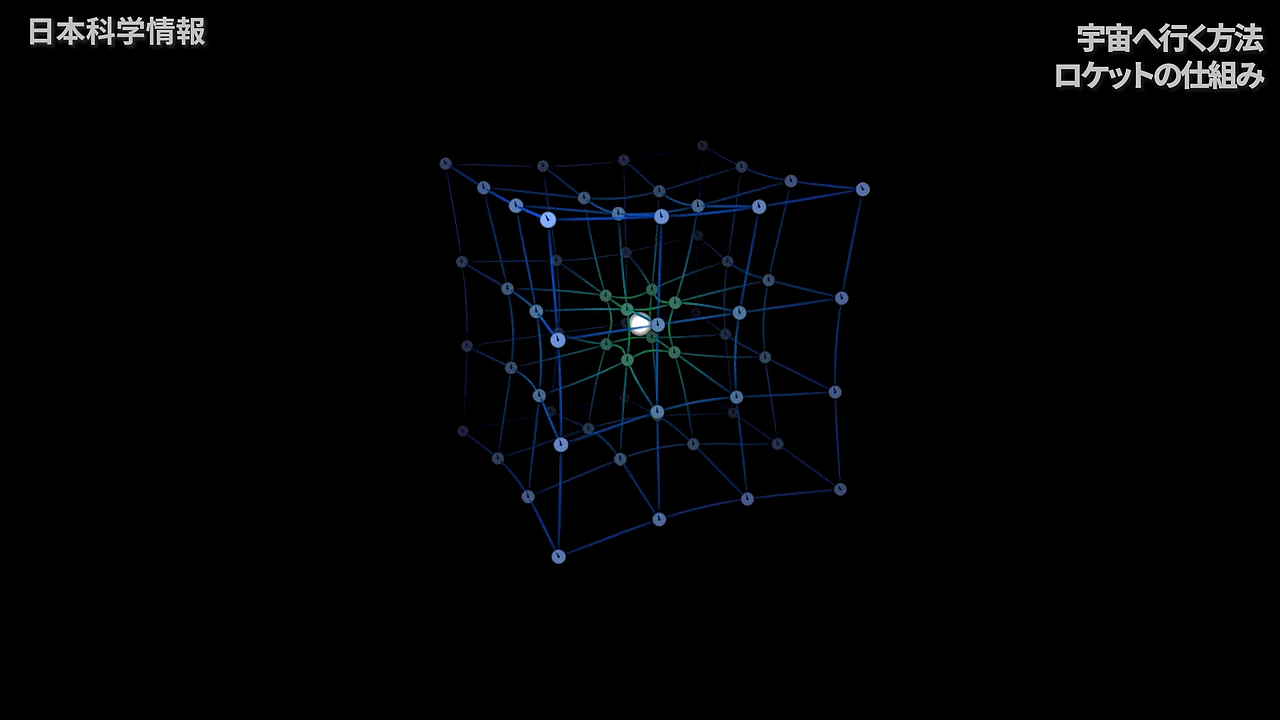 日本科学情報
宇宙へ行く方法
ロケットの仕組み